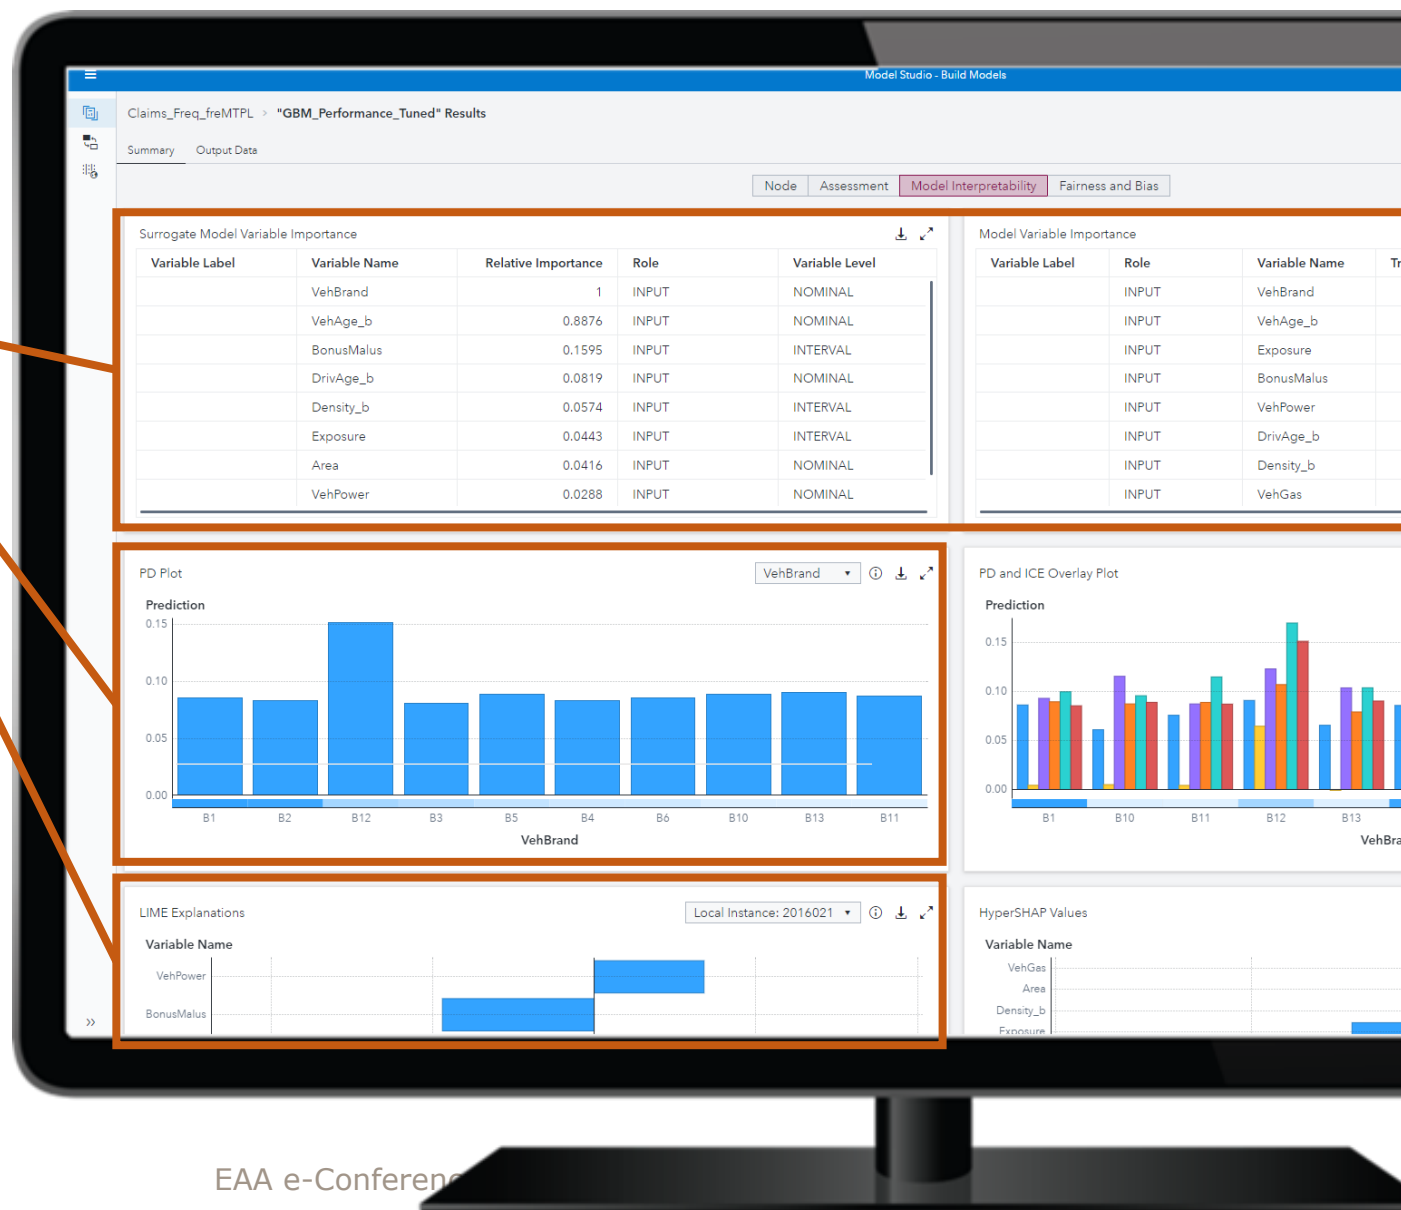 Model Studio - Build Models
Claims_Freq_freMTPL > "GBM_Performance_Tuned" Results
Summary Output Data
Node Assessment Model Interpretability Fairness and Bias
Surrogate Model Variable Importance
Variable Label Variable Name Relative Importance Role Variable Level
VehBrand 1 INPUT NOMINAL
VehAge_b 0.8876 INPUT NOMINAL
BonusMalus 0.1595 INPUT INTERVAL
DrivAge_b 0.0819 INPUT NOMINAL
Density_b 0.0574 INPUT INTERVAL
Exposure 0.0443 INPUT INTERVAL
Area 0.0416 INPUT NOMINAL
VehPower 0.0288 INPUT NOMINAL
Model Variable Importance
Variable Label Role Variable Name Tr
INPUT VehBrand
INPUT VehAge_b
INPUT Exposure
INPUT BonusMalus
INPUT VehPower
INPUT DrivAge_b
INPUT Density_b
INPUT VehGas
PD Plot VehBrand
Prediction
0.15
0.10
0.05
0.00
B1 B2 B12 B3 B5 B4 B6 B10 B13 B11
VehBrand
PD and ICE Overlay Plot
Prediction
0.15
0.10
0.05
0.00
B1 B10 B11 B12 B13
VehBra
LIME Explanations Local Instance: 2016021
Variable Name
VehPower
BonusMalus
HyperSHAP Values
Variable Name
VehGas
Area
Density_b
Exposure
EAA e-Conferenc